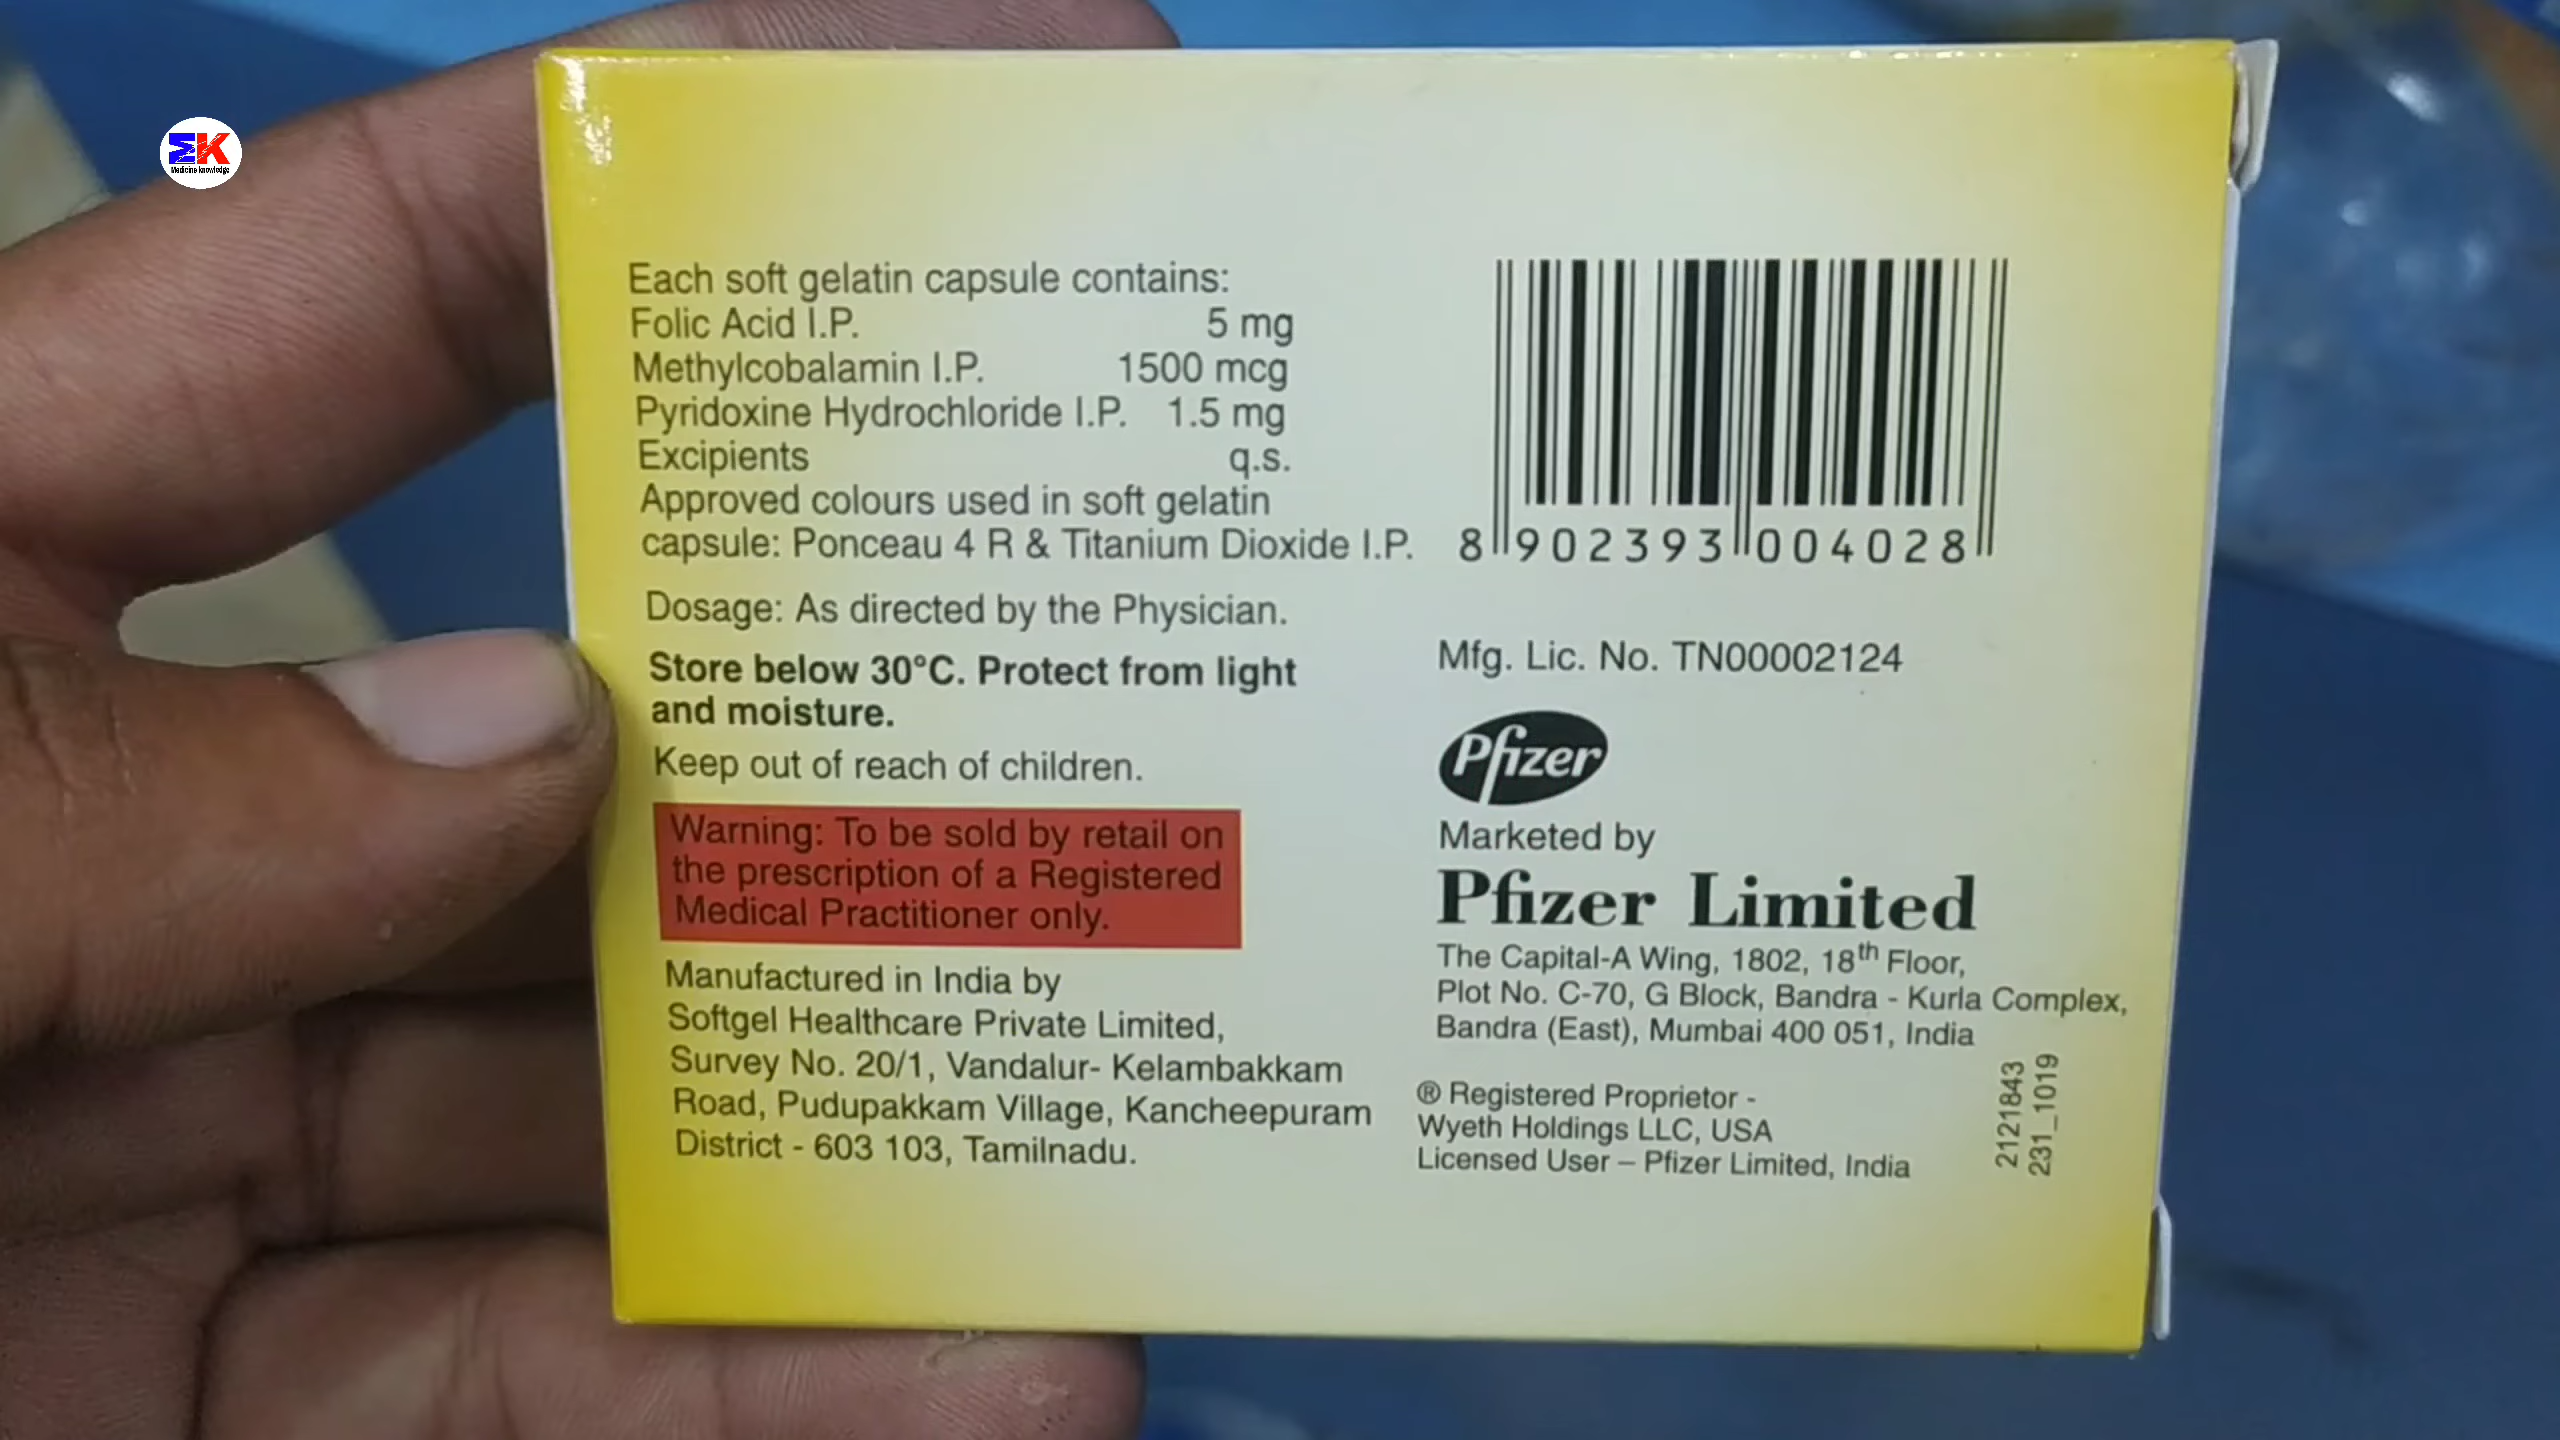 ΣK
Medicine knowledge
Each soft gelatin capsule contains:
Folic Acid I.P. 5 mg
Methylcobalamin I.P. 1500 mcg
Pyridoxine Hydrochloride I.P. 1.5 mg
Excipients q.s.
Approved colours used in soft gelatin
capsule: Ponceau 4 R & Titanium Dioxide I.P.
Dosage: As directed by the Physician.
Store below 30°C. Protect from light
and moisture.
Keep out of reach of children.
Warning: To be sold by retail on
the prescription of a Registered
Medical Practitioner only.
Manufactured in India by
Softgel Healthcare Private Limited,
Survey No. 20/1, Vandalur- Kelambakkam
Road, Pudupakkam Village, Kancheepuram
District - 603 103, Tamilnadu.
8 902393 004028
Mfg. Lic. No. TN00002124
Pfizer
Marketed by
Pfizer Limited
The Capital-A Wing, 1802, 18th Floor,
Plot No. C-70, G Block, Bandra - Kurla Complex,
Bandra (East), Mumbai 400 051, India
® Registered Proprietor -
Wyeth Holdings LLC, USA
Licensed User – Pfizer Limited, India
2121843
231_1019